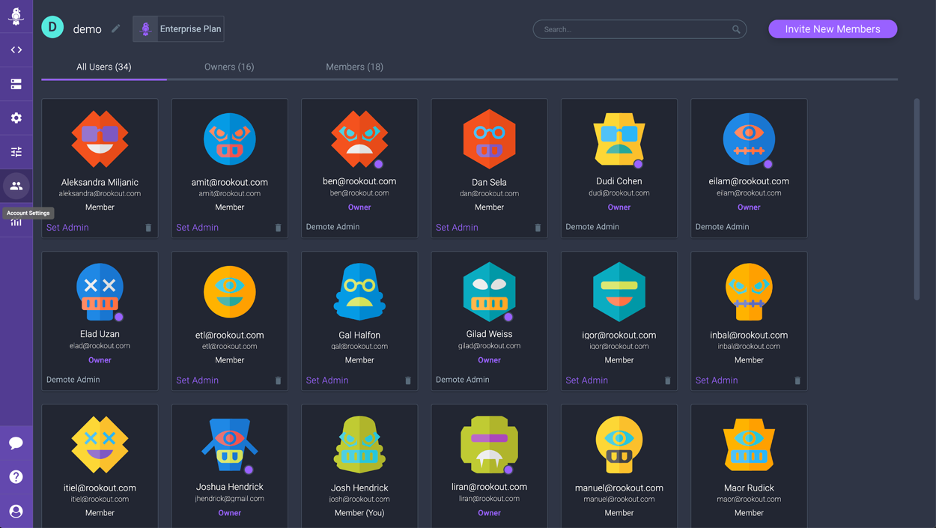 D
demo
Enterprise Plan
Search...
Invite New Members
All Users (34)
Owners (16)
Members (18)
Aleksandra Miljanic
aleksandra@rookout.com
Member
Set Admin
amit@rookout.com
amit@rookout.com
Member
Set Admin
ben@rookout.com
ben@rookout.com
Owner
Demote Admin
Dan Sela
dan@rookout.com
Member
Set Admin
Dudi Cohen
dudi@rookout.com
Owner
Demote Admin
eilam@rookout.com
eilam@rookout.com
Owner
Demote Admin
Account Settings
Elad Uzan
elad@rookout.com
Owner
Demote Admin
etl@rookout.com
etl@rookout.com
Member
Set Admin
Gal Halfon
gal@rookout.com
Member
Set Admin
Gilad Weiss
gilad@rookout.com
Owner
Demote Admin
igor@rookout.com
igor@rookout.com
Member
Set Admin
inbal@rookout.com
inbal@rookout.com
Member
Set Admin
itiel@rookout.com
itiel@rookout.com
Member
Joshua Hendrick
jhendrick@gmail.com
Owner
Josh Hendrick
josh@rookout.com
Member (You)
liran@rookout.com
liran@rookout.com
Owner
manuel@rookout.com
manuel@rookout.com
Member
Maor Rudick
maor@rookout.com
Member